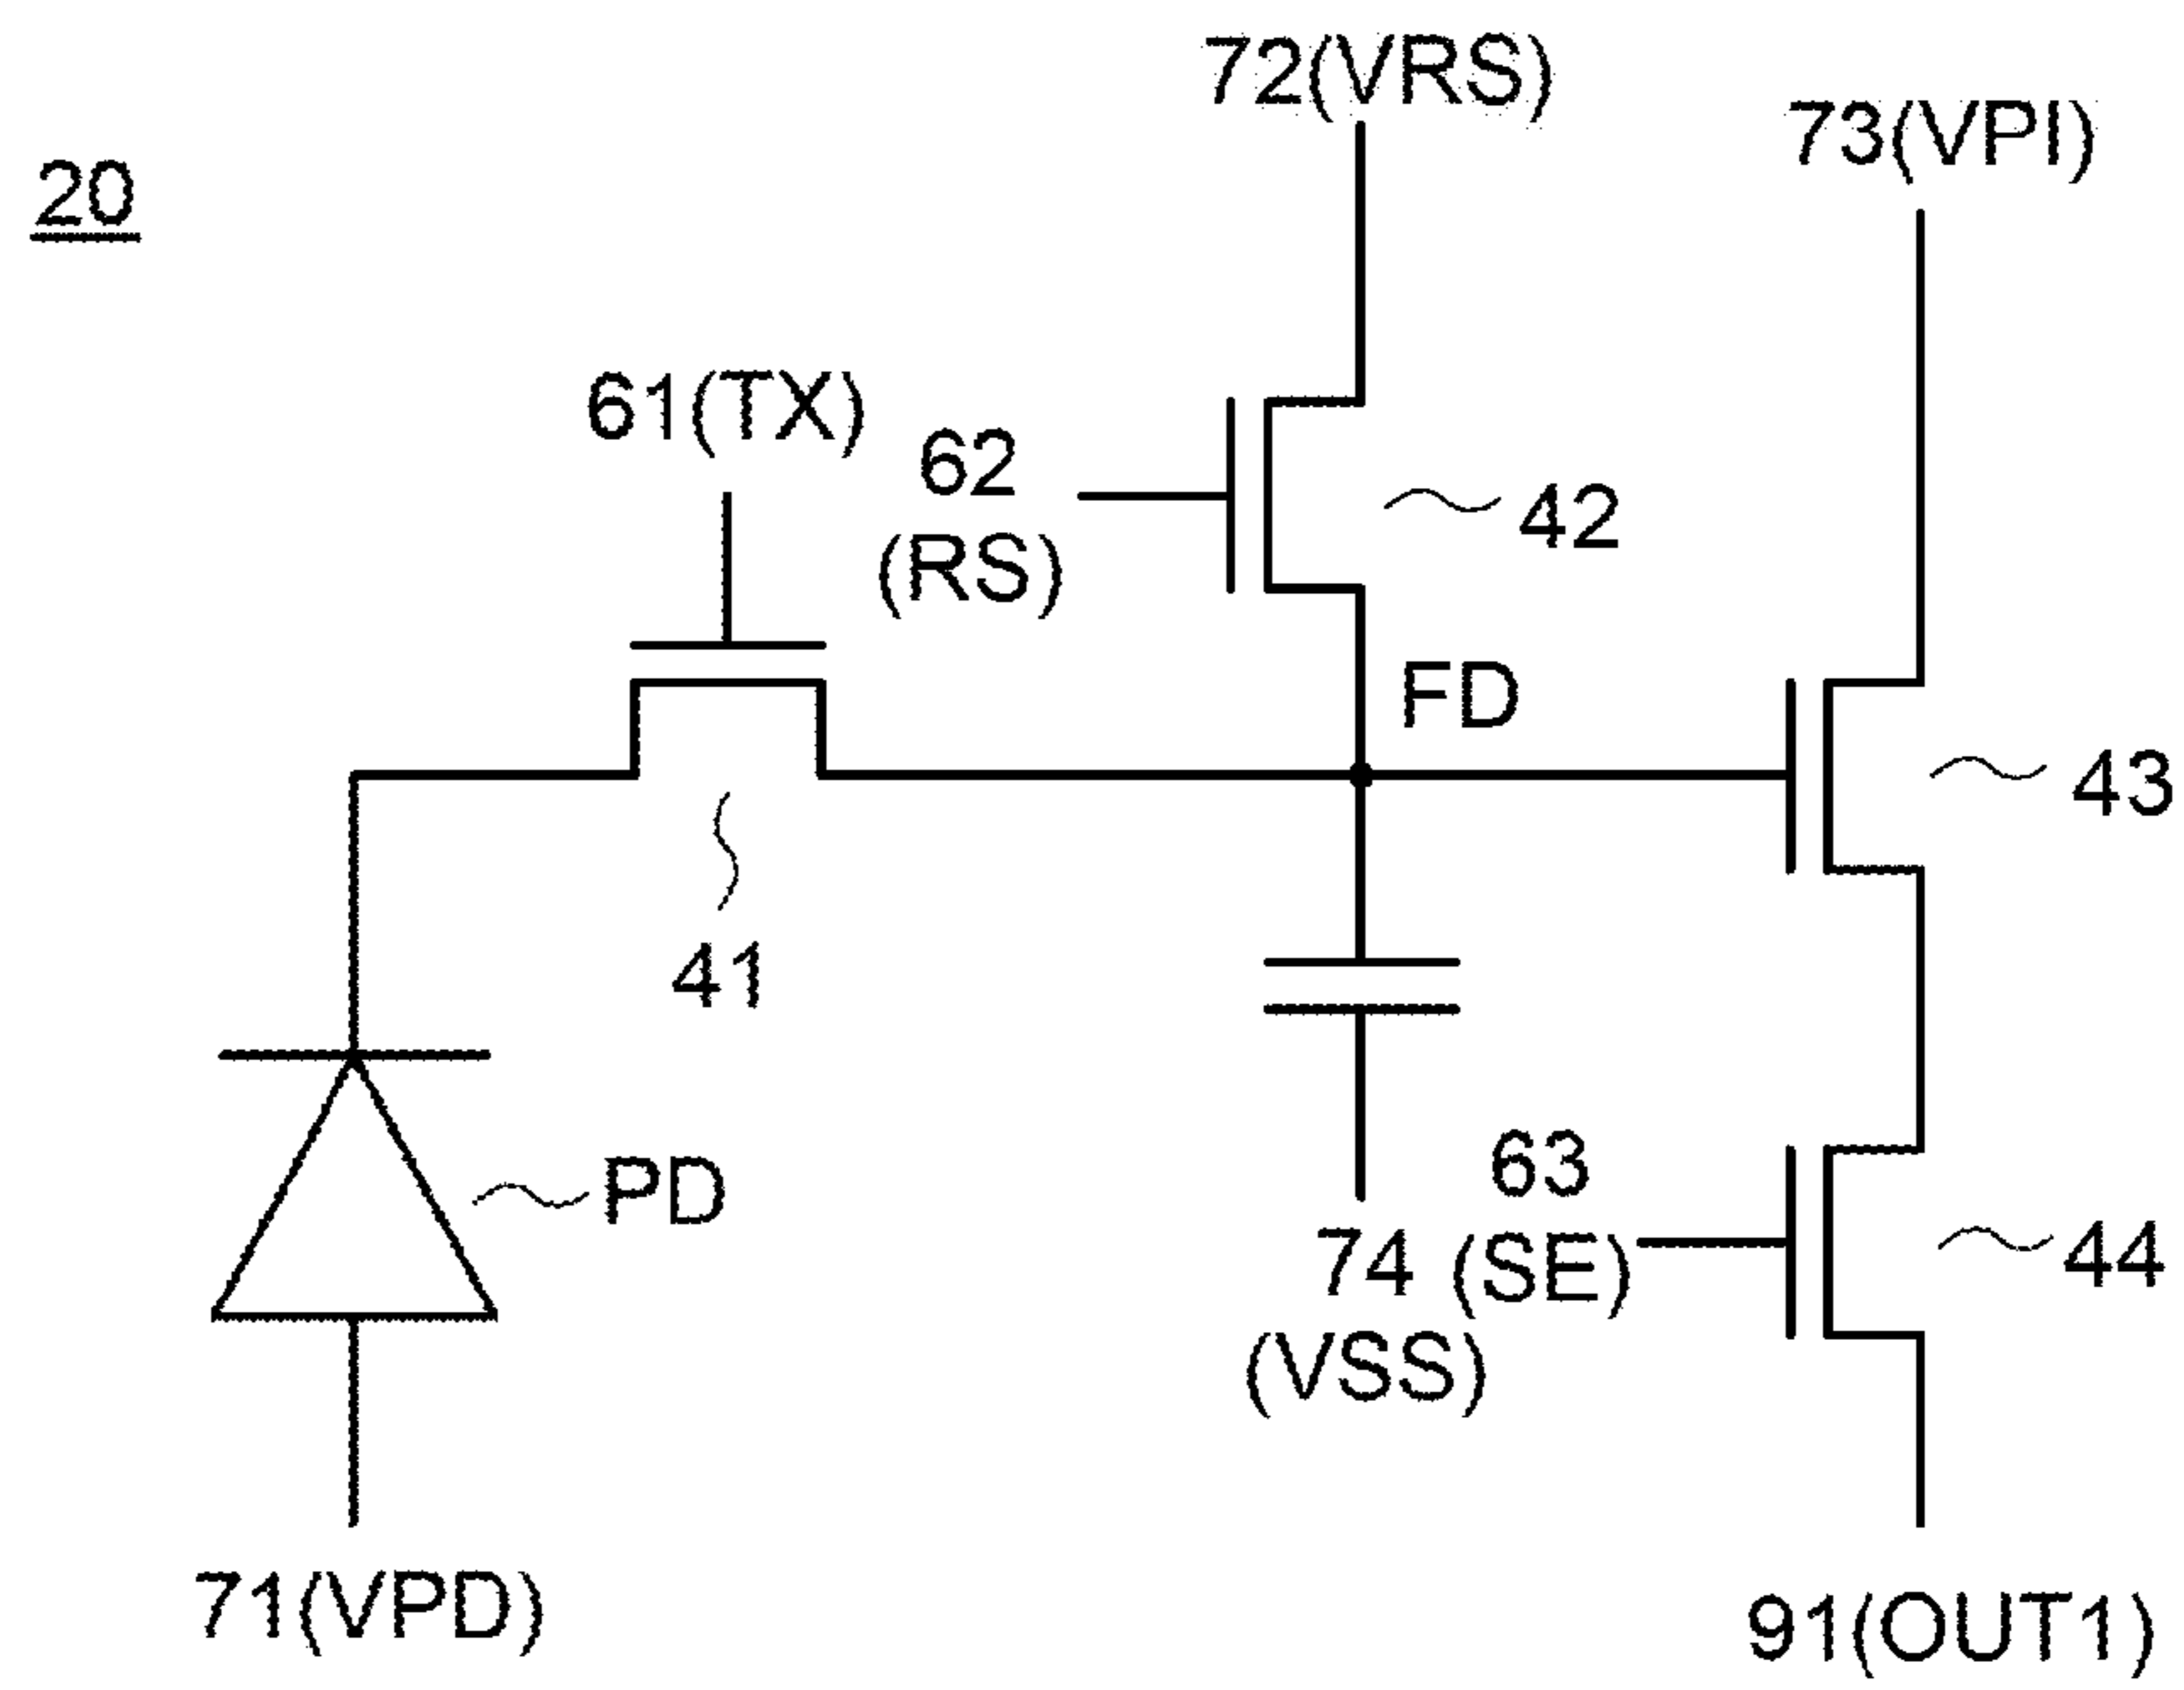 72(VRS)
73(VPI)
20
61(TX)
62
(RS)
42
FD
43
41
PD
63
(SE)
74
(VSS)
44
71(VPD)
91(OUT1)